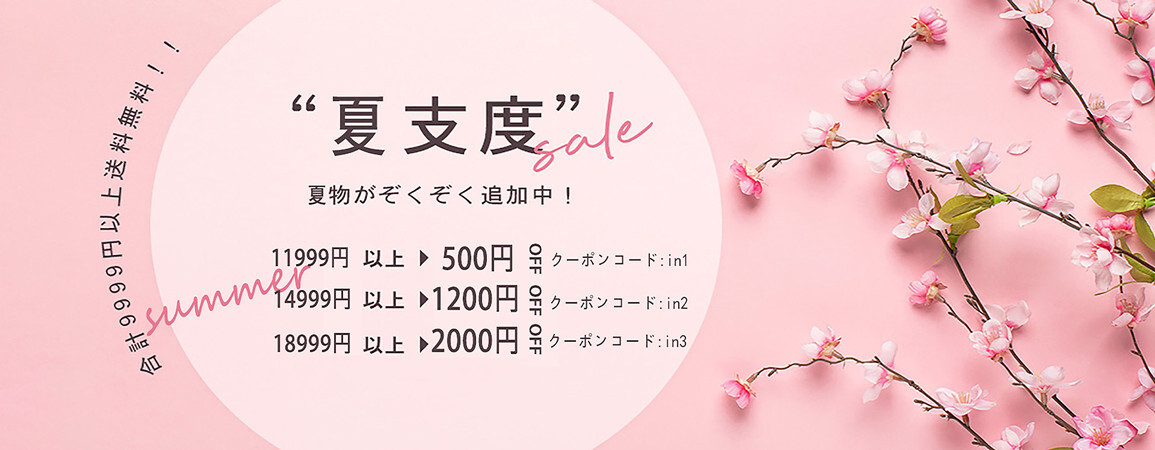 合計9999円以上送料無料！！
“夏支度”
sale
夏物がぞくぞく追加中！
summer
11999円 以上 ▶ 500円 OFF クーポンコード:in1
14999円 以上 ▶ 1200円 OFF クーポンコード:in2
18999円 以上 ▶ 2000円 OFF クーポンコード:in3